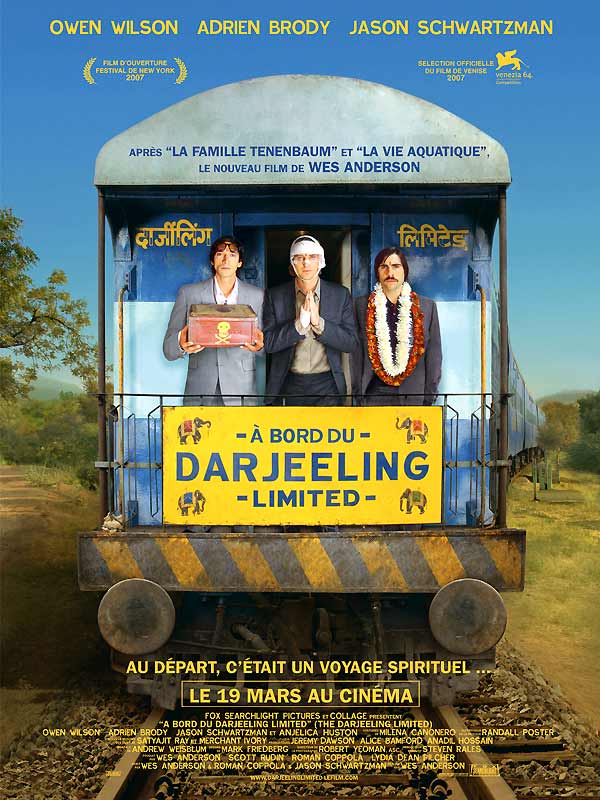 OWEN WILSON ADRIEN BRODY JASON SCHWARTZMAN
FILM D'OUVERTURE
FESTIVAL DE NEW YORK
2007
SELECTION OFFICIELLE
DU FILM DE VENISE
2007
venezia 64.
APRÈS "LA FAMILLE TENENBAUM" ET "LA VIE AQUATIQUE",
LE NOUVEAU FILM DE WES ANDERSON
दार्जीलिंग लिमिटेड
- À BORD DU -
DARJEELING
- LIMITED -
AU DÉPART, C'ÉTAIT UN VOYAGE SPIRITUEL ...
LE 19 MARS AU CINÉMA
FOX SEARCHLIGHT PICTURES ET COLLAGE PRÉSENTENT
"A BORD DU DARJEELING LIMITED" (THE DARJEELING LIMITED)
OWEN WILSON ADRIEN BRODY JASON SCHWARTZMAN ET ANJELICA HUSTON MILENA CANONERO RANDALL POSTER
SATYAJIT RAY ET MERCHANT IVORY JEREMY DAWSON ALICE BAMFORD ANADIL HOSSAIN
ANDREW WEISBLUM MARK FRIEDBERG ROBERT YEOMAN ASC STEVEN RALES
WES ANDERSON SCOTT RUDIN ROMAN COPPOLA LYDIA DEAN PILCHER
WES ANDERSON & ROMAN COPPOLA & JASON SCHWARTZMAN WES ANDERSON
WWW.DARJEELINGLIMITED-LEFILM.COM